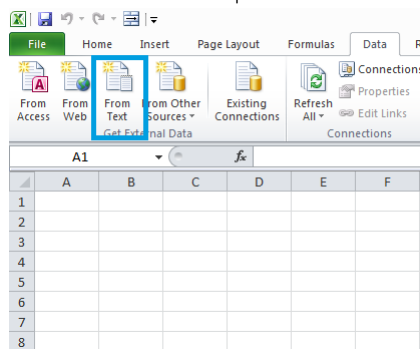 File Home Insert Page Layout Formulas Data
From Access From Web From Text From Other Sources Existing Connections Refresh All Connections
Properties
Edit Links
Get External Data Connections
A1 fx
A B C D E F
1
2
3
4
5
6
7
8